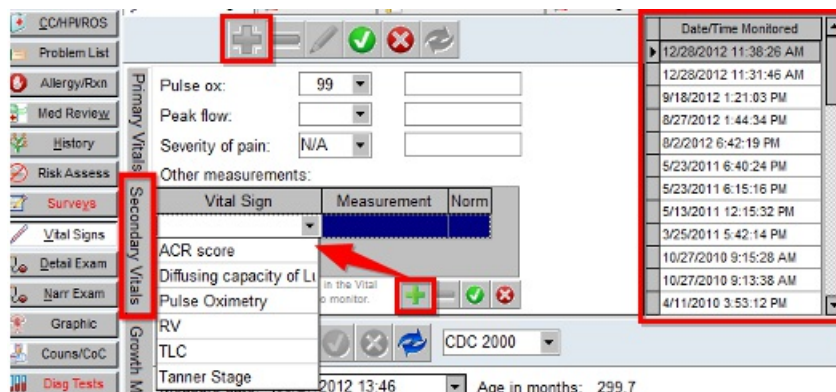 CC/HPI/ROS
Problem List
Allergy/Rxn
Med Review
History
Risk Assess
Surveys
Vital Signs
Detail Exam
Narr Exam
Graphic
Couns/CoC
Diag Tests
Primary Vitals
Secondary Vitals
Growth
Pulse ox: 99
Peak flow:
Severity of pain: N/A
Other measurements:
Vital Sign Measurement Norm
ACR score
Diffusing capacity of Lu
Pulse Oximetry
RV
TLC
Tanner Stage
in the Vital
monitor.
CDC 2000
2012 13:46 Age in months: 299.7
Date/Time Monitored
12/28/2012 11:38:26 AM
12/28/2012 11:31:46 AM
9/18/2012 1:21:03 PM
8/27/2012 1:44:34 PM
8/2/2012 6:42:19 PM
5/23/2011 6:40:24 PM
5/23/2011 6:15:16 PM
5/13/2011 12:15:32 PM
3/25/2011 5:42:14 PM
10/27/2010 9:15:28 AM
10/27/2010 9:13:38 AM
4/11/2010 3:53:12 PM